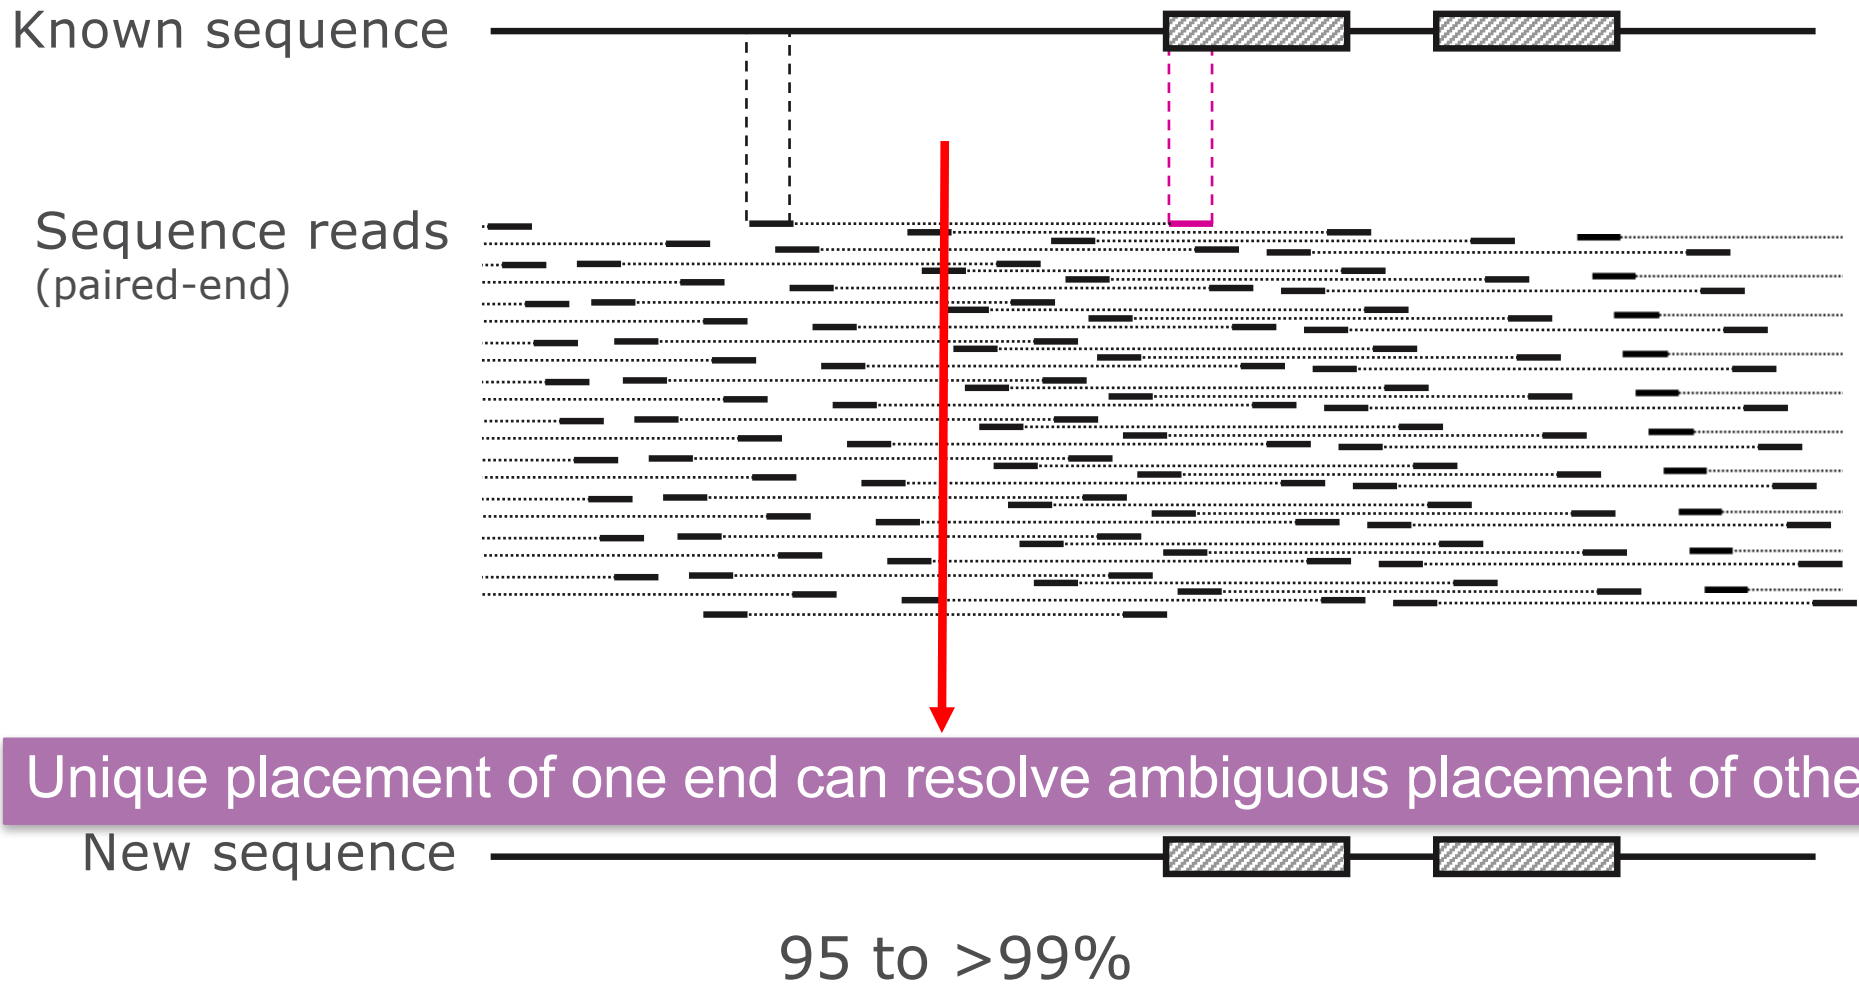 Known sequence
Sequence reads
(paired-end)
Unique placement of one end can resolve ambiguous placement of othe
New sequence
95 to >99%